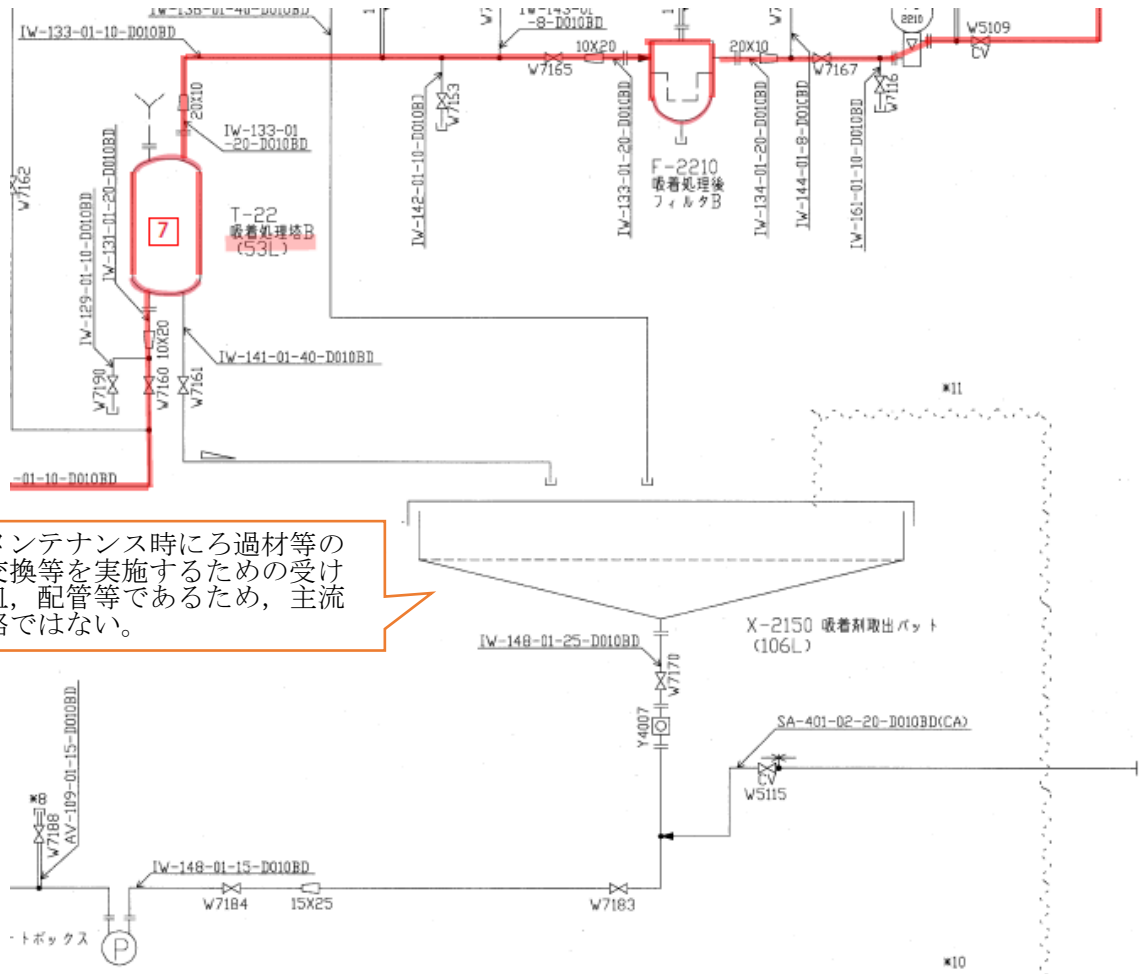 IW-133-01-10-D010BD
10X20
20X10
2210
W5109
CV
W7165
W7167
W7116
W7153
20X10
IW-133-01
-20-D010BD
IW-142-01-10-D010BD
IW-133-01-20-D010BD
F-2210
吸着処理後
フィルタB
IW-134-01-20-D010BD
IW-144-01-8-D010BD
IW-161-01-10-D010BD
W7162
IW-131-01-20-D010BD
IW-129-01-10-D010BD
7
T-22
吸着処理塔B
(53L)
10X20
W7190
W7160
W7161
IW-141-01-40-D010BD
-01-10-D010BD
*11
メンテナンス時にろ過材等の
交換等を実施するための受け
皿，配管等であるため，主流
路ではない。
X-2150 吸着剤取出バット
(106L)
IW-148-01-25-D010BD
W7170
Y4007
SA-401-02-20-D010BD(CA)
CV
W5115
*8
W7188
AV-109-01-15-D010BD
IW-148-01-15-D010BD
W7184
15X25
W7183
P
ートボックス
*10